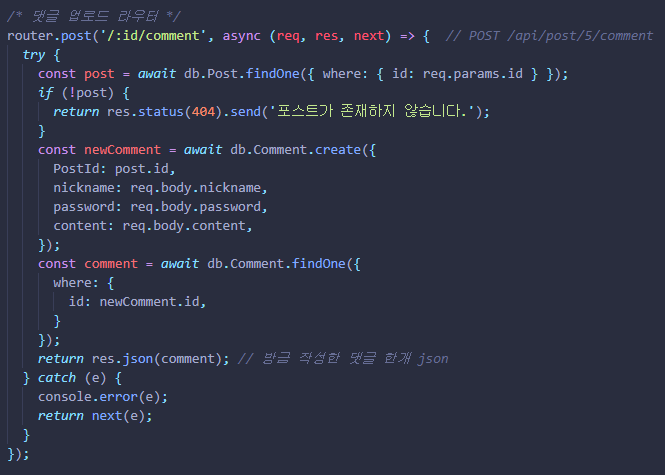 /* 댓글 업로드 라우터 */
router.post('/:id/comment', async (req, res, next) => {  // POST /api/post/5/comment
  try {
    const post = await db.Post.findOne({ where: { id: req.params.id } });
    if (!post) {
      return res.status(404).send('포스트가 존재하지 않습니다.');
    }
    const newComment = await db.Comment.create({
      PostId: post.id,
      nickname: req.body.nickname,
      password: req.body.password,
      content: req.body.content,
    });
    const comment = await db.Comment.findOne({
      where: {
        id: newComment.id,
      }
    });
    return res.json(comment); // 방금 작성한 댓글 한개 json
  } catch (e) {
    console.error(e);
    return next(e);
  }
});